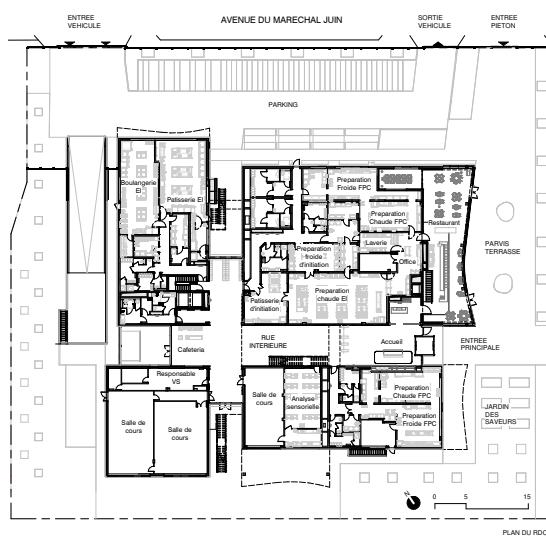 ENTREE
VEHICULE
AVENUE DU MARECHAL JUIN
SORTIE
VEHICULE
ENTREE
PIETON
PARKING
Boulangerie
EI
Patisserie EI
Preparation
Froide FPC
Preparation
Chaude FPC
Restaurant
Laverie
Office
Preparation
froide
d'initiation
Preparation
chaude EI
Patisserie
d'initiation
PARVIS
TERRASSE
Cafeteria
RUE
INTERIEURE
Accueil
ENTREE
PRINCIPALE
Responsable
VS
Salle de
cours
Salle de
cours
Salle de
cours
Analyse
sensorielle
Preparation
Chaude FPC
Preparation
Froide FPC
JARDIN
DES
SAVEURS
N
0 5 15
PLAN DU RDC